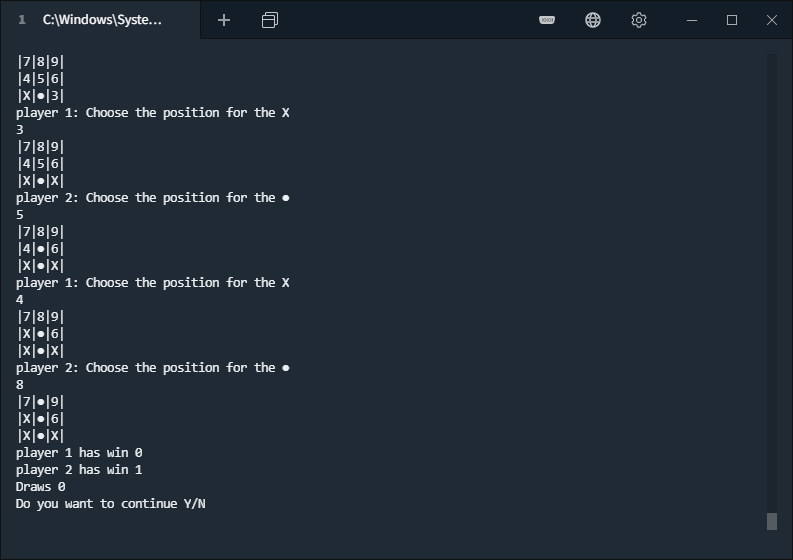 1 C:\Windows\Syste...
|7|8|9|
|4|5|6|
|X|●|3|
player 1: Choose the position for the X
3
|7|8|9|
|4|5|6|
|X|●|X|
player 2: Choose the position for the ●
5
|7|8|9|
|4|●|6|
|X|●|X|
player 1: Choose the position for the X
4
|7|8|9|
|X|●|6|
|X|●|X|
player 2: Choose the position for the ●
8
|7|●|9|
|X|●|6|
|X|●|X|
player 1 has win 0
player 2 has win 1
Draws 0
Do you want to continue Y/N